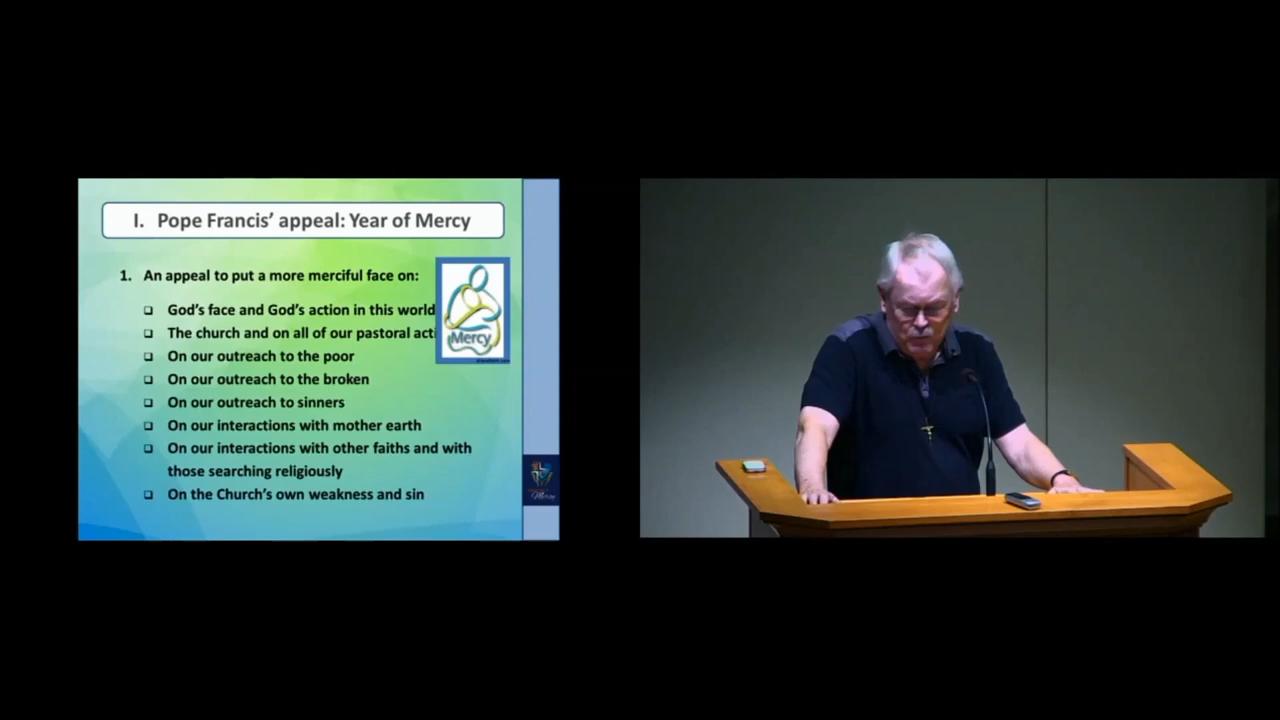 I. Pope Francis' appeal: Year of Mercy
1. An appeal to put a more merciful face on:
❑ God's face and God's action in this world
❑ The church and on all of our pastoral acti
Mercy
❑ On our outreach to the poor
❑ On our outreach to the broken
❑ On our outreach to sinners
❑ On our interactions with mother earth
❑ On our interactions with other faiths and with
those searching religiously
❑ On the Church's own weakness and sin
Mercy